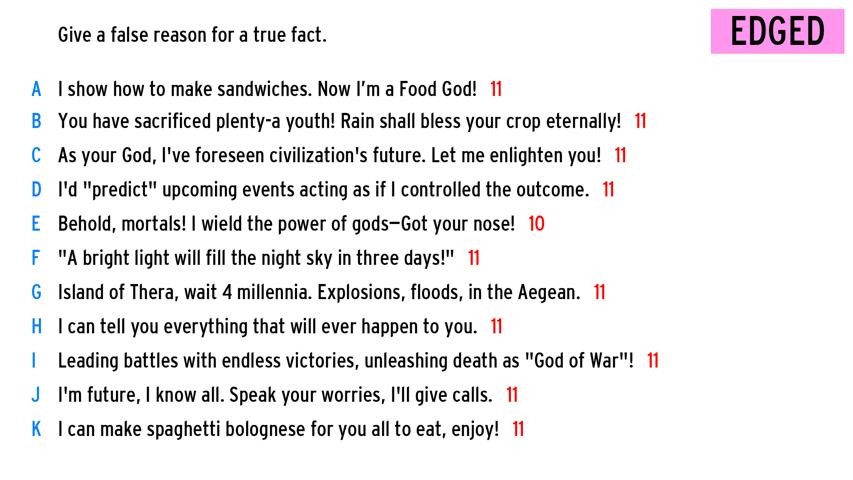 Give a false reason for a true fact.
EDGED
A I show how to make sandwiches. Now I'm a Food God! 11
B You have sacrificed plenty-a youth! Rain shall bless your crop eternally! 11
C As your God, I've foreseen civilization's future. Let me enlighten you! 11
D I'd "predict" upcoming events acting as if I controlled the outcome. 11
E Behold, mortals! I wield the power of gods—Got your nose! 10
F "A bright light will fill the night sky in three days!" 11
G Island of Thera, wait 4 millennia. Explosions, floods, in the Aegean. 11
H I can tell you everything that will ever happen to you. 11
I Leading battles with endless victories, unleashing death as "God of War"! 11
J I'm future, I know all. Speak your worries, I'll give calls. 11
K I can make spaghetti bolognese for you all to eat, enjoy! 11